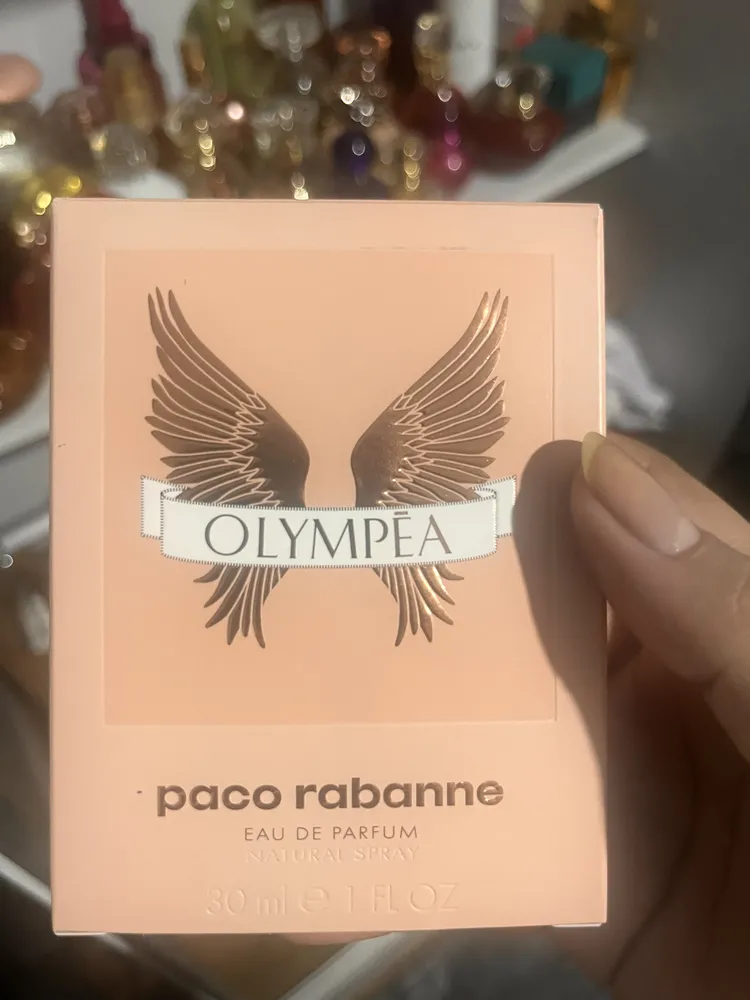 OLYMPĒA
paco rabanne
EAU DE PARFUM
NATURAL SPRAY
30 ml ℮ 1 FL OZ